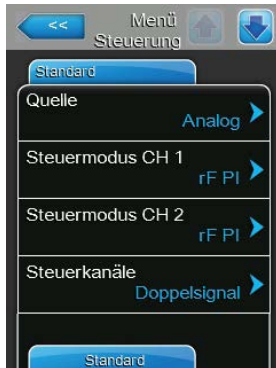 <<
Menü
Steuerung
Standard
Quelle
Analog
Steuermodus CH 1
rF PI
Steuermodus CH 2
rF PI
Steuerkanäle
Doppelsignal
Standard